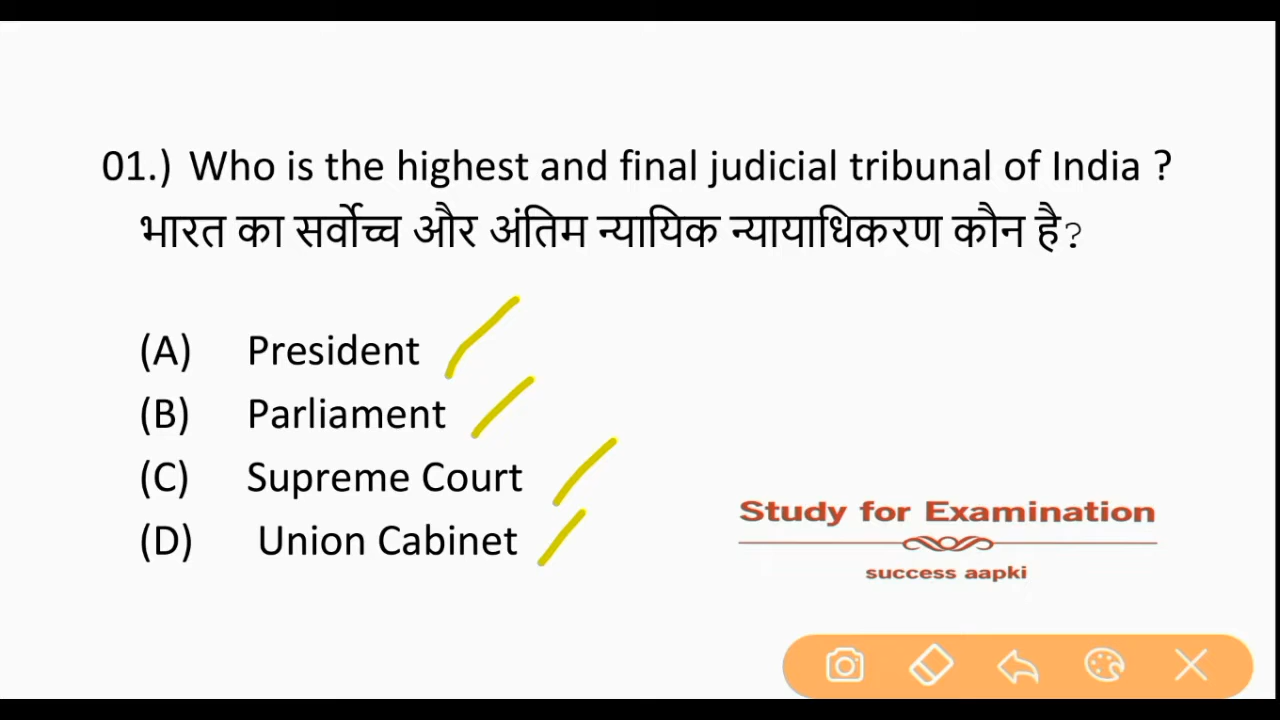 01.) Who is the highest and final judicial tribunal of India ?
भारत का सर्वोच्च और अंतिम न्यायिक न्यायाधिकरण कौन है?
(A) President
(B) Parliament
(C) Supreme Court
(D) Union Cabinet
Study for Examination
success aapki